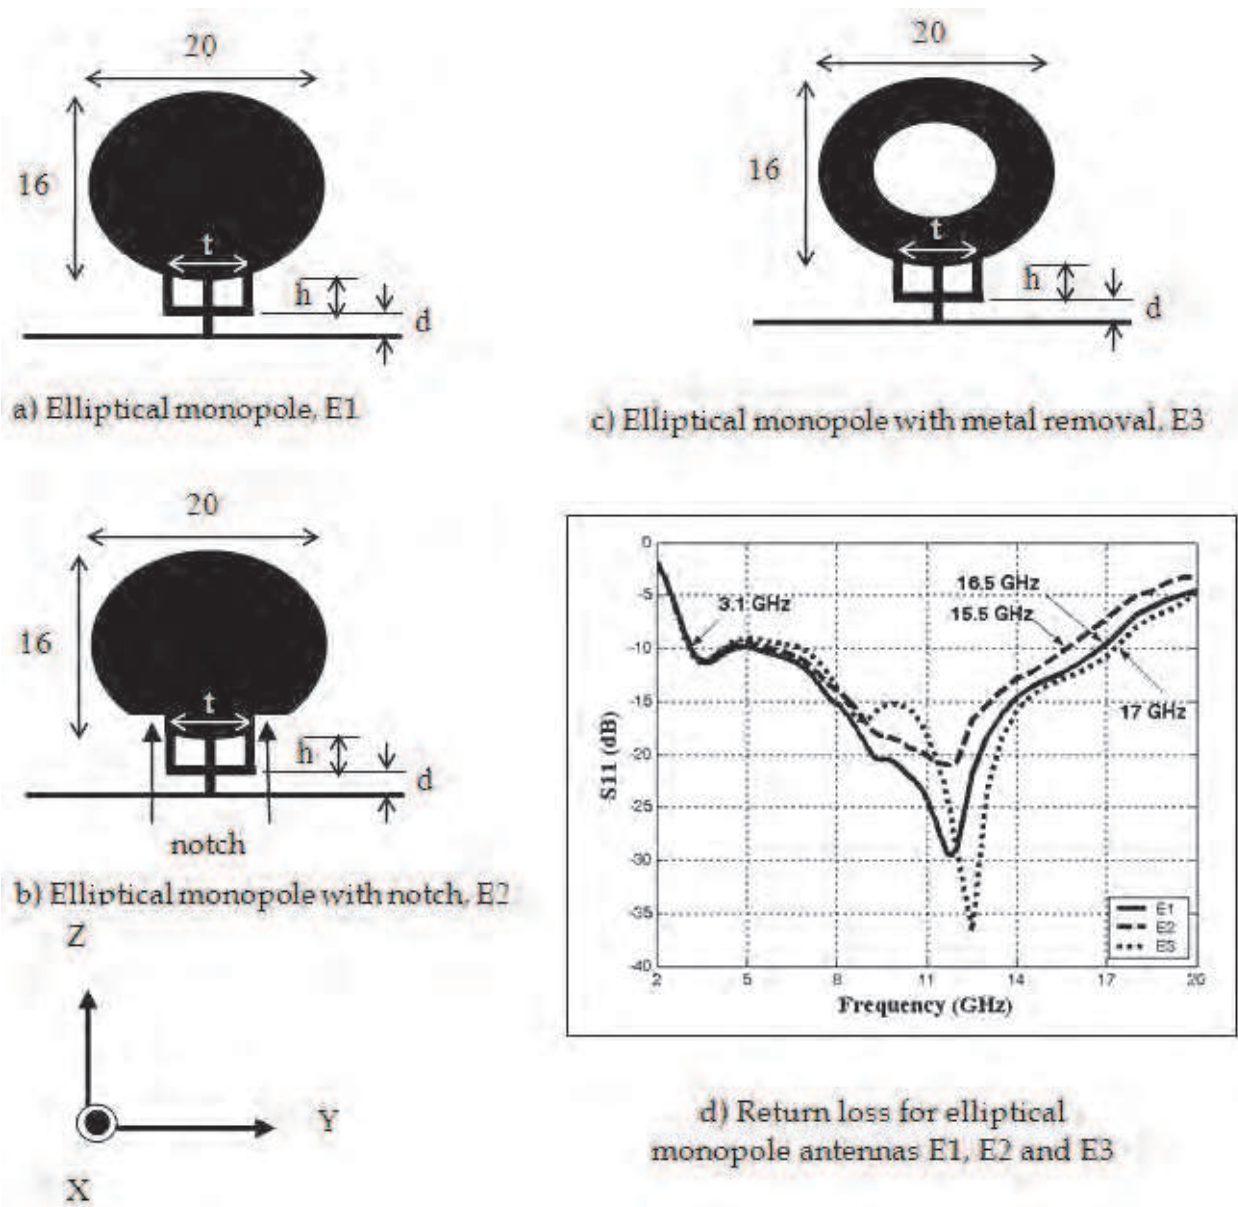 20
16
t
h
d
a) Elliptical monopole, E1
20
16
t
h
d
c) Elliptical monopole with metal removal, E3
20
16
t
h
d
notch
b) Elliptical monopole with notch, E2
Z
Y
X
0
-5
-10
-15
-20
-25
-30
-35
-40
S11 (dB)
3.1 GHz
16.5 GHz
15.5 GHz
17 GHz
E1
E2
E3
2 5 8 11 14 17 20
Frequency (GHz)
d) Return loss for elliptical
monopole antennas E1, E2 and E3